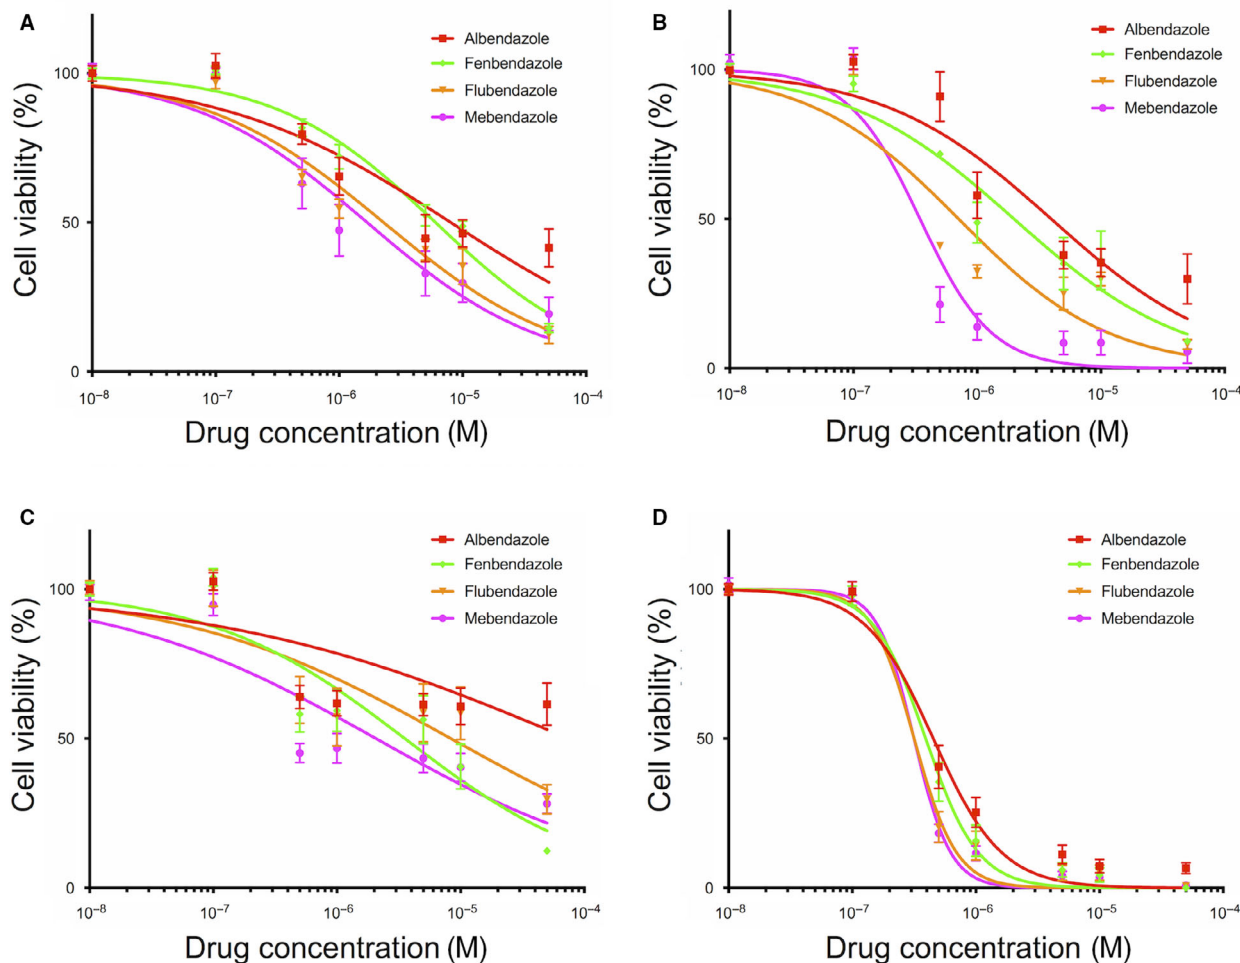 A
Albendazole
Fenbendazole
Flubendazole
Mebendazole
100
50
0
Cell viability (%)
10⁻⁸ 10⁻⁷ 10⁻⁶ 10⁻⁵ 10⁻⁴
Drug concentration (M)
B
Albendazole
Fenbendazole
Flubendazole
Mebendazole
100
50
0
Cell viability (%)
10⁻⁸ 10⁻⁷ 10⁻⁶ 10⁻⁵ 10⁻⁴
Drug concentration (M)
C
Albendazole
Fenbendazole
Flubendazole
Mebendazole
100
50
0
Cell viability (%)
10⁻⁸ 10⁻⁷ 10⁻⁶ 10⁻⁵ 10⁻⁴
Drug concentration (M)
D
Albendazole
Fenbendazole
Flubendazole
Mebendazole
100
50
0
Cell viability (%)
10⁻⁸ 10⁻⁷ 10⁻⁶ 10⁻⁵ 10⁻⁴
Drug concentration (M)